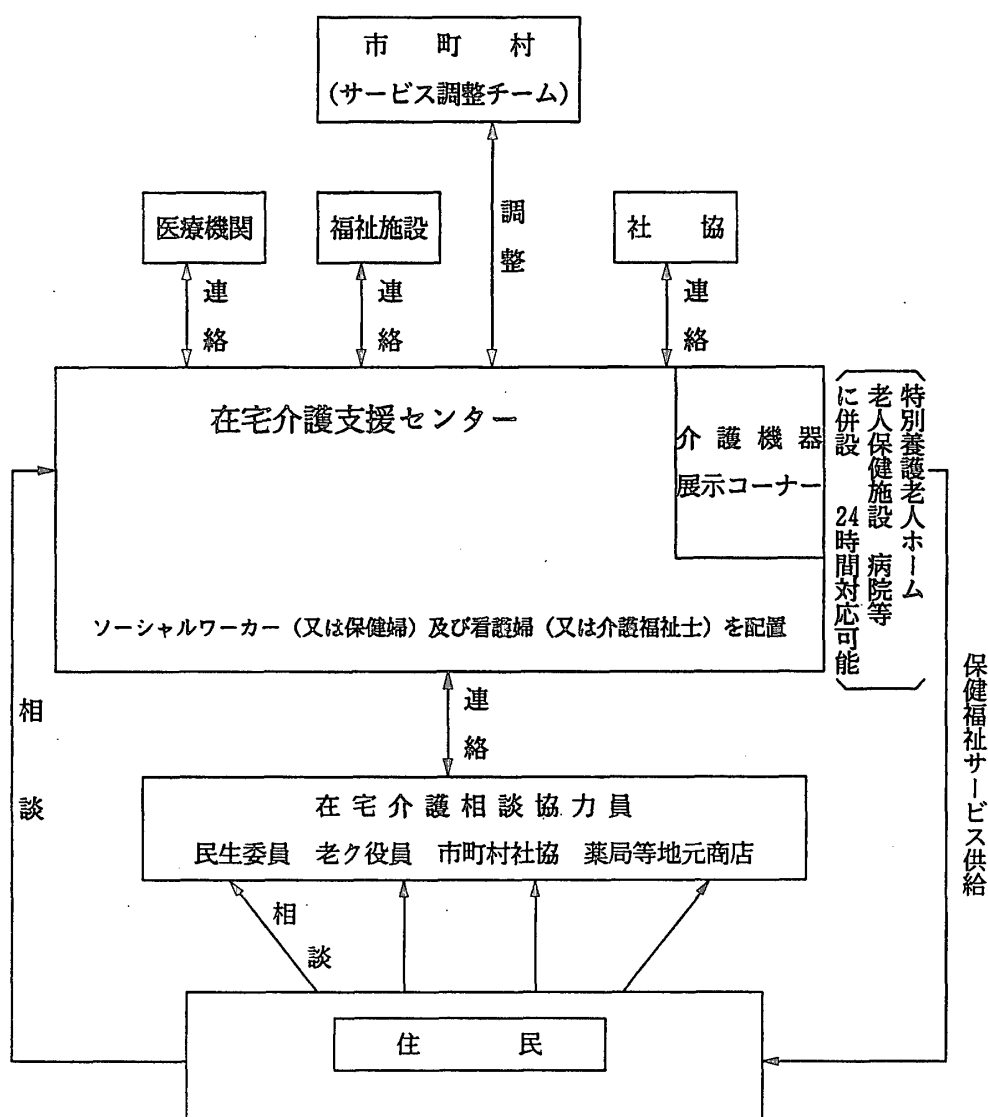 市　町　村
(サービス調整チーム)
医療機関
福祉施設
調整
社　協
連絡
連絡
連絡
在宅介護支援センター
介護機器
展示コーナー
特別養護老人ホーム
老人保健施設　病院等
に併設　24時間対応可能
ソーシャルワーカー（又は保健婦）及び看護婦（又は介護福祉士）を配置
連絡
相談
保健福祉サービス供給
在宅介護相談協力員
民生委員　老ク役員　市町村社協　薬局等地元商店
相談
住　民